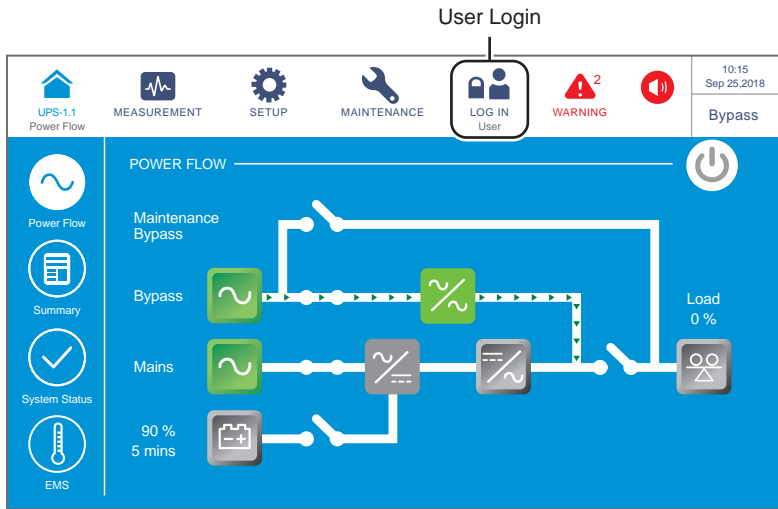 User Login
10:15
Sep 25,2018
2
UPS-1.1
Power Flow
MEASUREMENT
SETUP
MAINTENANCE
LOG IN
User
WARNING
Bypass
POWER FLOW
Power Flow
Maintenance
Bypass
Bypass
Load
0 %
Summary
Mains
System Status
90 %
5 mins
EMS